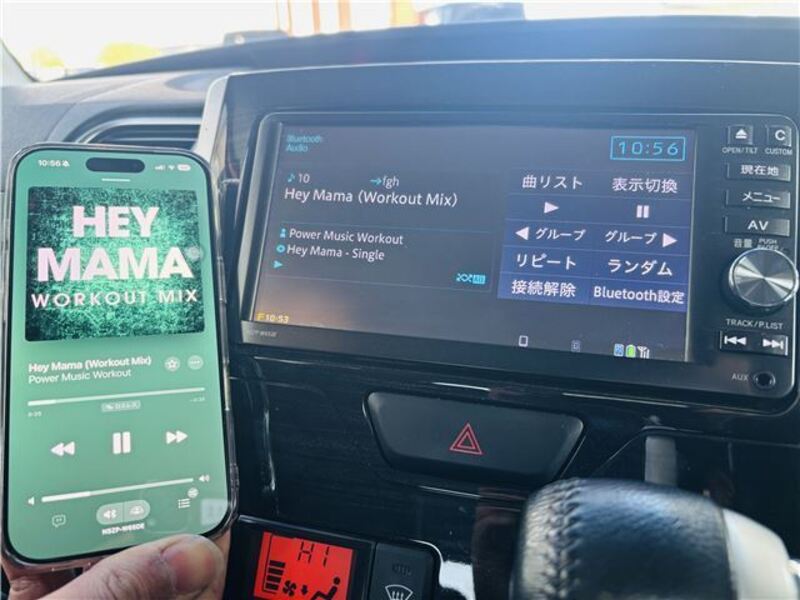 10:56
HEY
MAMA
WORKOUT MIX
Hey Mama (Workout Mix)
Power Music Workout
0:35
NSZP-W66DE
Bluetooth
Audio
10:56
10
fgh
Hey Mama (Workout Mix)
Power Music Workout
Hey Mama - Single
曲リスト
表示切換
グループ
グループ
リピート
ランダム
接続解除
Bluetooth設定
10:53
OPEN/TILT
C
CUSTOM
現在地
メニュー
AV
音量
PUSH
TRACK/P.LIST
AUX
HI